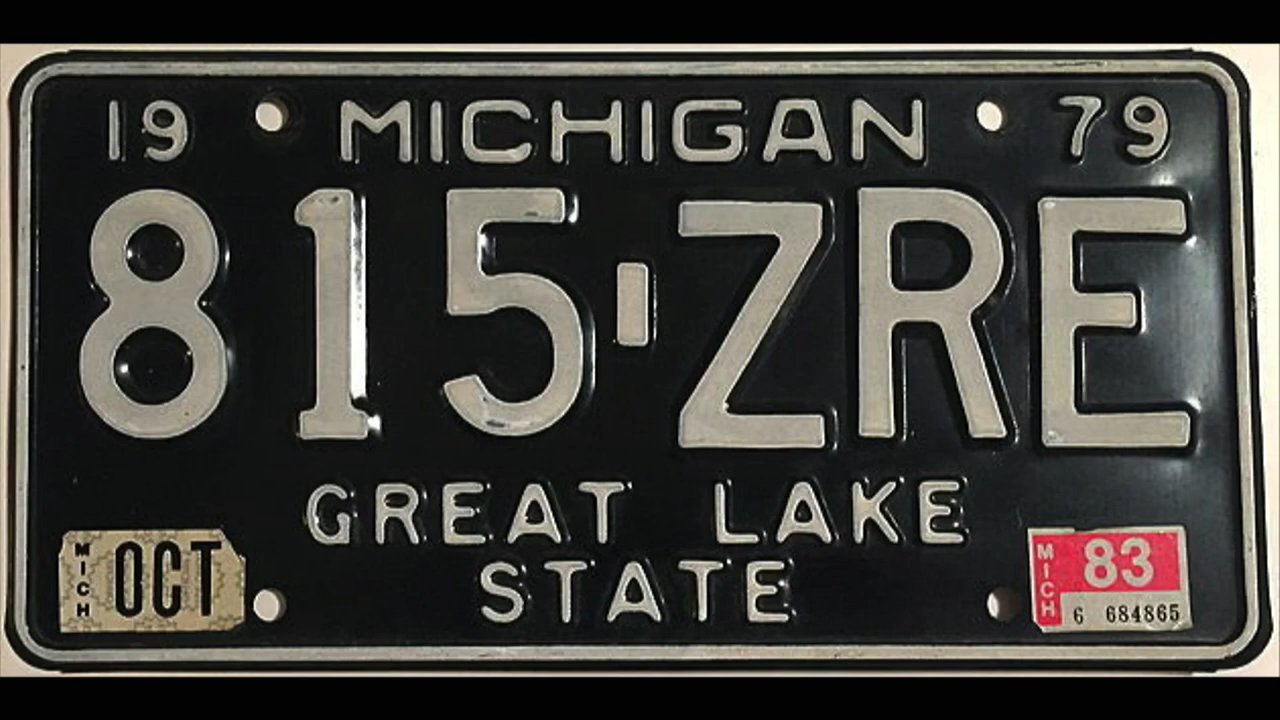 19 MICHIGAN 79
815-ZRE
GREAT LAKE
STATE
MICH OCT
MICH 83
6 684865